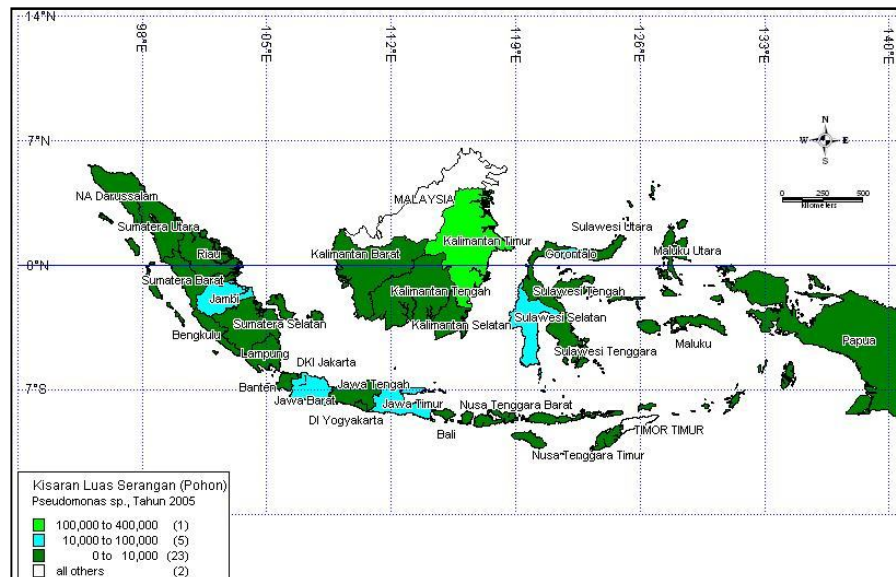 14°N
98°E
105°E
112°E
119°E
126°E
133°E
140°E
7°N
N
W E
S
0 250 500
kilometers
NA Darussalam
MALAYSIA
Sumatera Utara
Sulawesi Utara
Kalimantan Timur
Riau
Kalimantan Barat
Gorontalo
Maluku Utara
0°N
Sumatera Barat
Jambi
Kalimantan Tengah
Sulawesi Tengah
Sumatera Selatan
Kalimantan Selatan
Sulawesi Selatan
Bengkulu
Maluku
Papua
Lampung
Sulawesi Tenggara
DKI Jakarta
Banten
Jawa Tengah
7°S
Jawa Barat
Jawa Timur
Nusa Tenggara Barat
DI Yogyakarta
Bali
TIMOR TIMUR
Nusa Tenggara Timur
Kisaran Luas Serangan (Pohon)
Pseudomonas sp., Tahun 2005
100,000 to 400,000 (1)
10,000 to 100,000 (5)
0 to 10,000 (23)
all others (2)